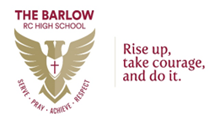 THE BARLOW
RC HIGH SCHOOL
SERVE · PRAY · ACHIEVE · RESPECT
Rise up,
take courage,
and do it.